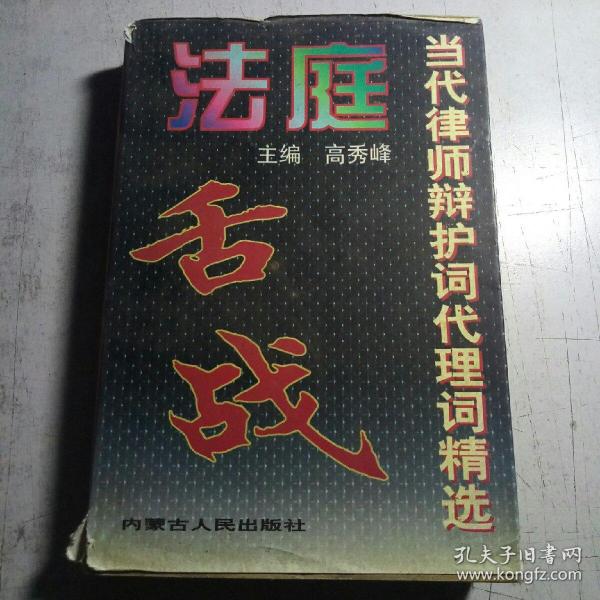 法庭
主编 高秀峰
舌战
当代律师辩护词代理词精选
内蒙古人民出版社
孔夫子旧书网
www.kongfz.com